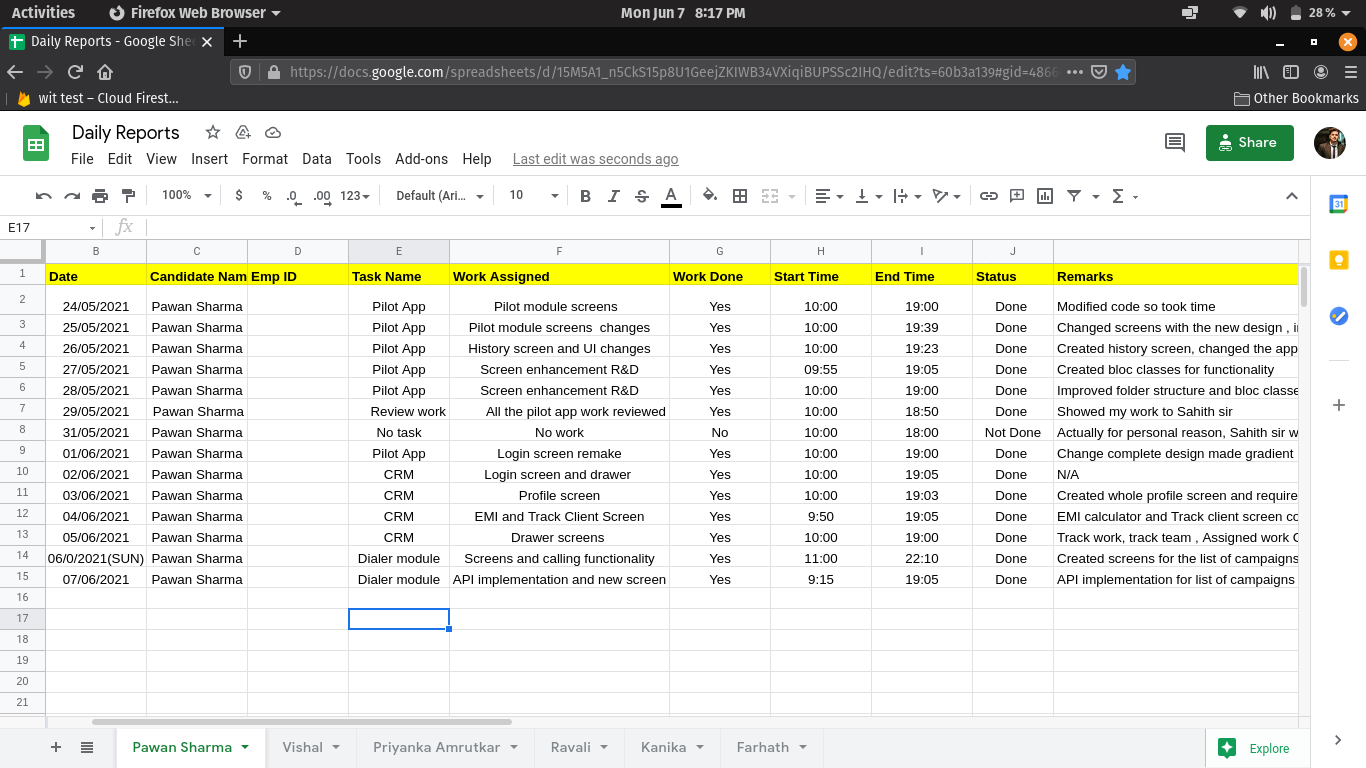 Activities Firefox Web Browser Mon Jun 7 8:17 PM 28 %
Daily Reports - Google She
https://docs.google.com/spreadsheets/d/15M5A1_n5CkS15p8U1GeejZKIWB34VXiqiBUPSSc2IHQ/edit?ts=60b3a139#gid=4866
wit test – Cloud Firest... Other Bookmarks
Daily Reports
Share
File Edit View Insert Format Data Tools Add-ons Help Last edit was seconds ago
100% $ % .0 .00 123 Default (Ari... 10 B I S A Σ
31
E17 fx
B C D E F G H I J
1 Date Candidate Nam Emp ID Task Name Work Assigned Work Done Start Time End Time Status Remarks
2 24/05/2021 Pawan Sharma Pilot App Pilot module screens Yes 10:00 19:00 Done Modified code so took time
3 25/05/2021 Pawan Sharma Pilot App Pilot module screens  changes Yes 10:00 19:39 Done Changed screens with the new design , i
4 26/05/2021 Pawan Sharma Pilot App History screen and UI changes Yes 10:00 19:23 Done Created history screen, changed the app
5 27/05/2021 Pawan Sharma Pilot App Screen enhancement R&D Yes 09:55 19:05 Done Created bloc classes for functionality
6 28/05/2021 Pawan Sharma Pilot App Screen enhancement R&D Yes 10:00 19:00 Done Improved folder structure and bloc classe
7 29/05/2021 Pawan Sharma Review work All the pilot app work reviewed Yes 10:00 18:50 Done Showed my work to Sahith sir
8 31/05/2021 Pawan Sharma No task No work No 10:00 18:00 Not Done Actually for personal reason, Sahith sir w
9 01/06/2021 Pawan Sharma Pilot App Login screen remake Yes 10:00 19:00 Done Change complete design made gradient
10 02/06/2021 Pawan Sharma CRM Login screen and drawer Yes 10:00 19:05 Done N/A
11 03/06/2021 Pawan Sharma CRM Profile screen Yes 10:00 19:03 Done Created whole profile screen and require
12 04/06/2021 Pawan Sharma CRM EMI and Track Client Screen Yes 9:50 19:05 Done EMI calculator and Track client screen co
13 05/06/2021 Pawan Sharma CRM Drawer screens Yes 10:00 19:00 Done Track work, track team , Assigned work C
14 06/0/2021(SUN) Pawan Sharma Dialer module Screens and calling functionality Yes 11:00 22:10 Done Created screens for the list of campaigns
15 07/06/2021 Pawan Sharma Dialer module API implementation and new screen Yes 9:15 19:05 Done API implementation for list of campaigns
16
17
18
19
20
21
Pawan Sharma Vishal Priyanka Amrutkar Ravali Kanika Farhath Explore